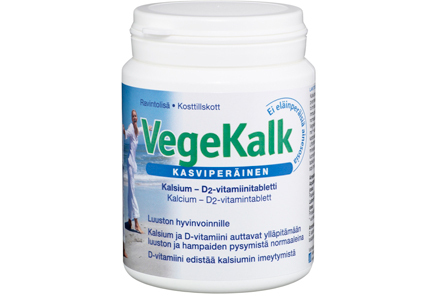 Ravintolisä • Kosttillskott
Ei eläinperäisiä ainesosia
VegeKalk
KASVIPERÄINEN
Kalsium – D2-vitamiinitabletti
Kalcium – D2-vitamintablett
Luuston hyvinvoinnille
Kalsium ja D-vitamiini auttavat ylläpitämään
luuston ja hampaiden pysymistä normaaleina
D-vitamiini edistää kalsiumin imeytymistä